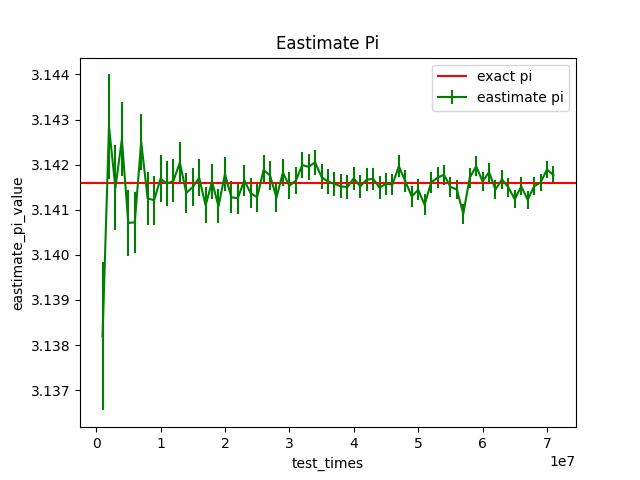 Eastimate Pi
exact pi
eastimate pi
eastimate_pi_value
3.144
3.143
3.142
3.141
3.140
3.139
3.138
3.137
0 1 2 3 4 5 6 7
1e7
test_times